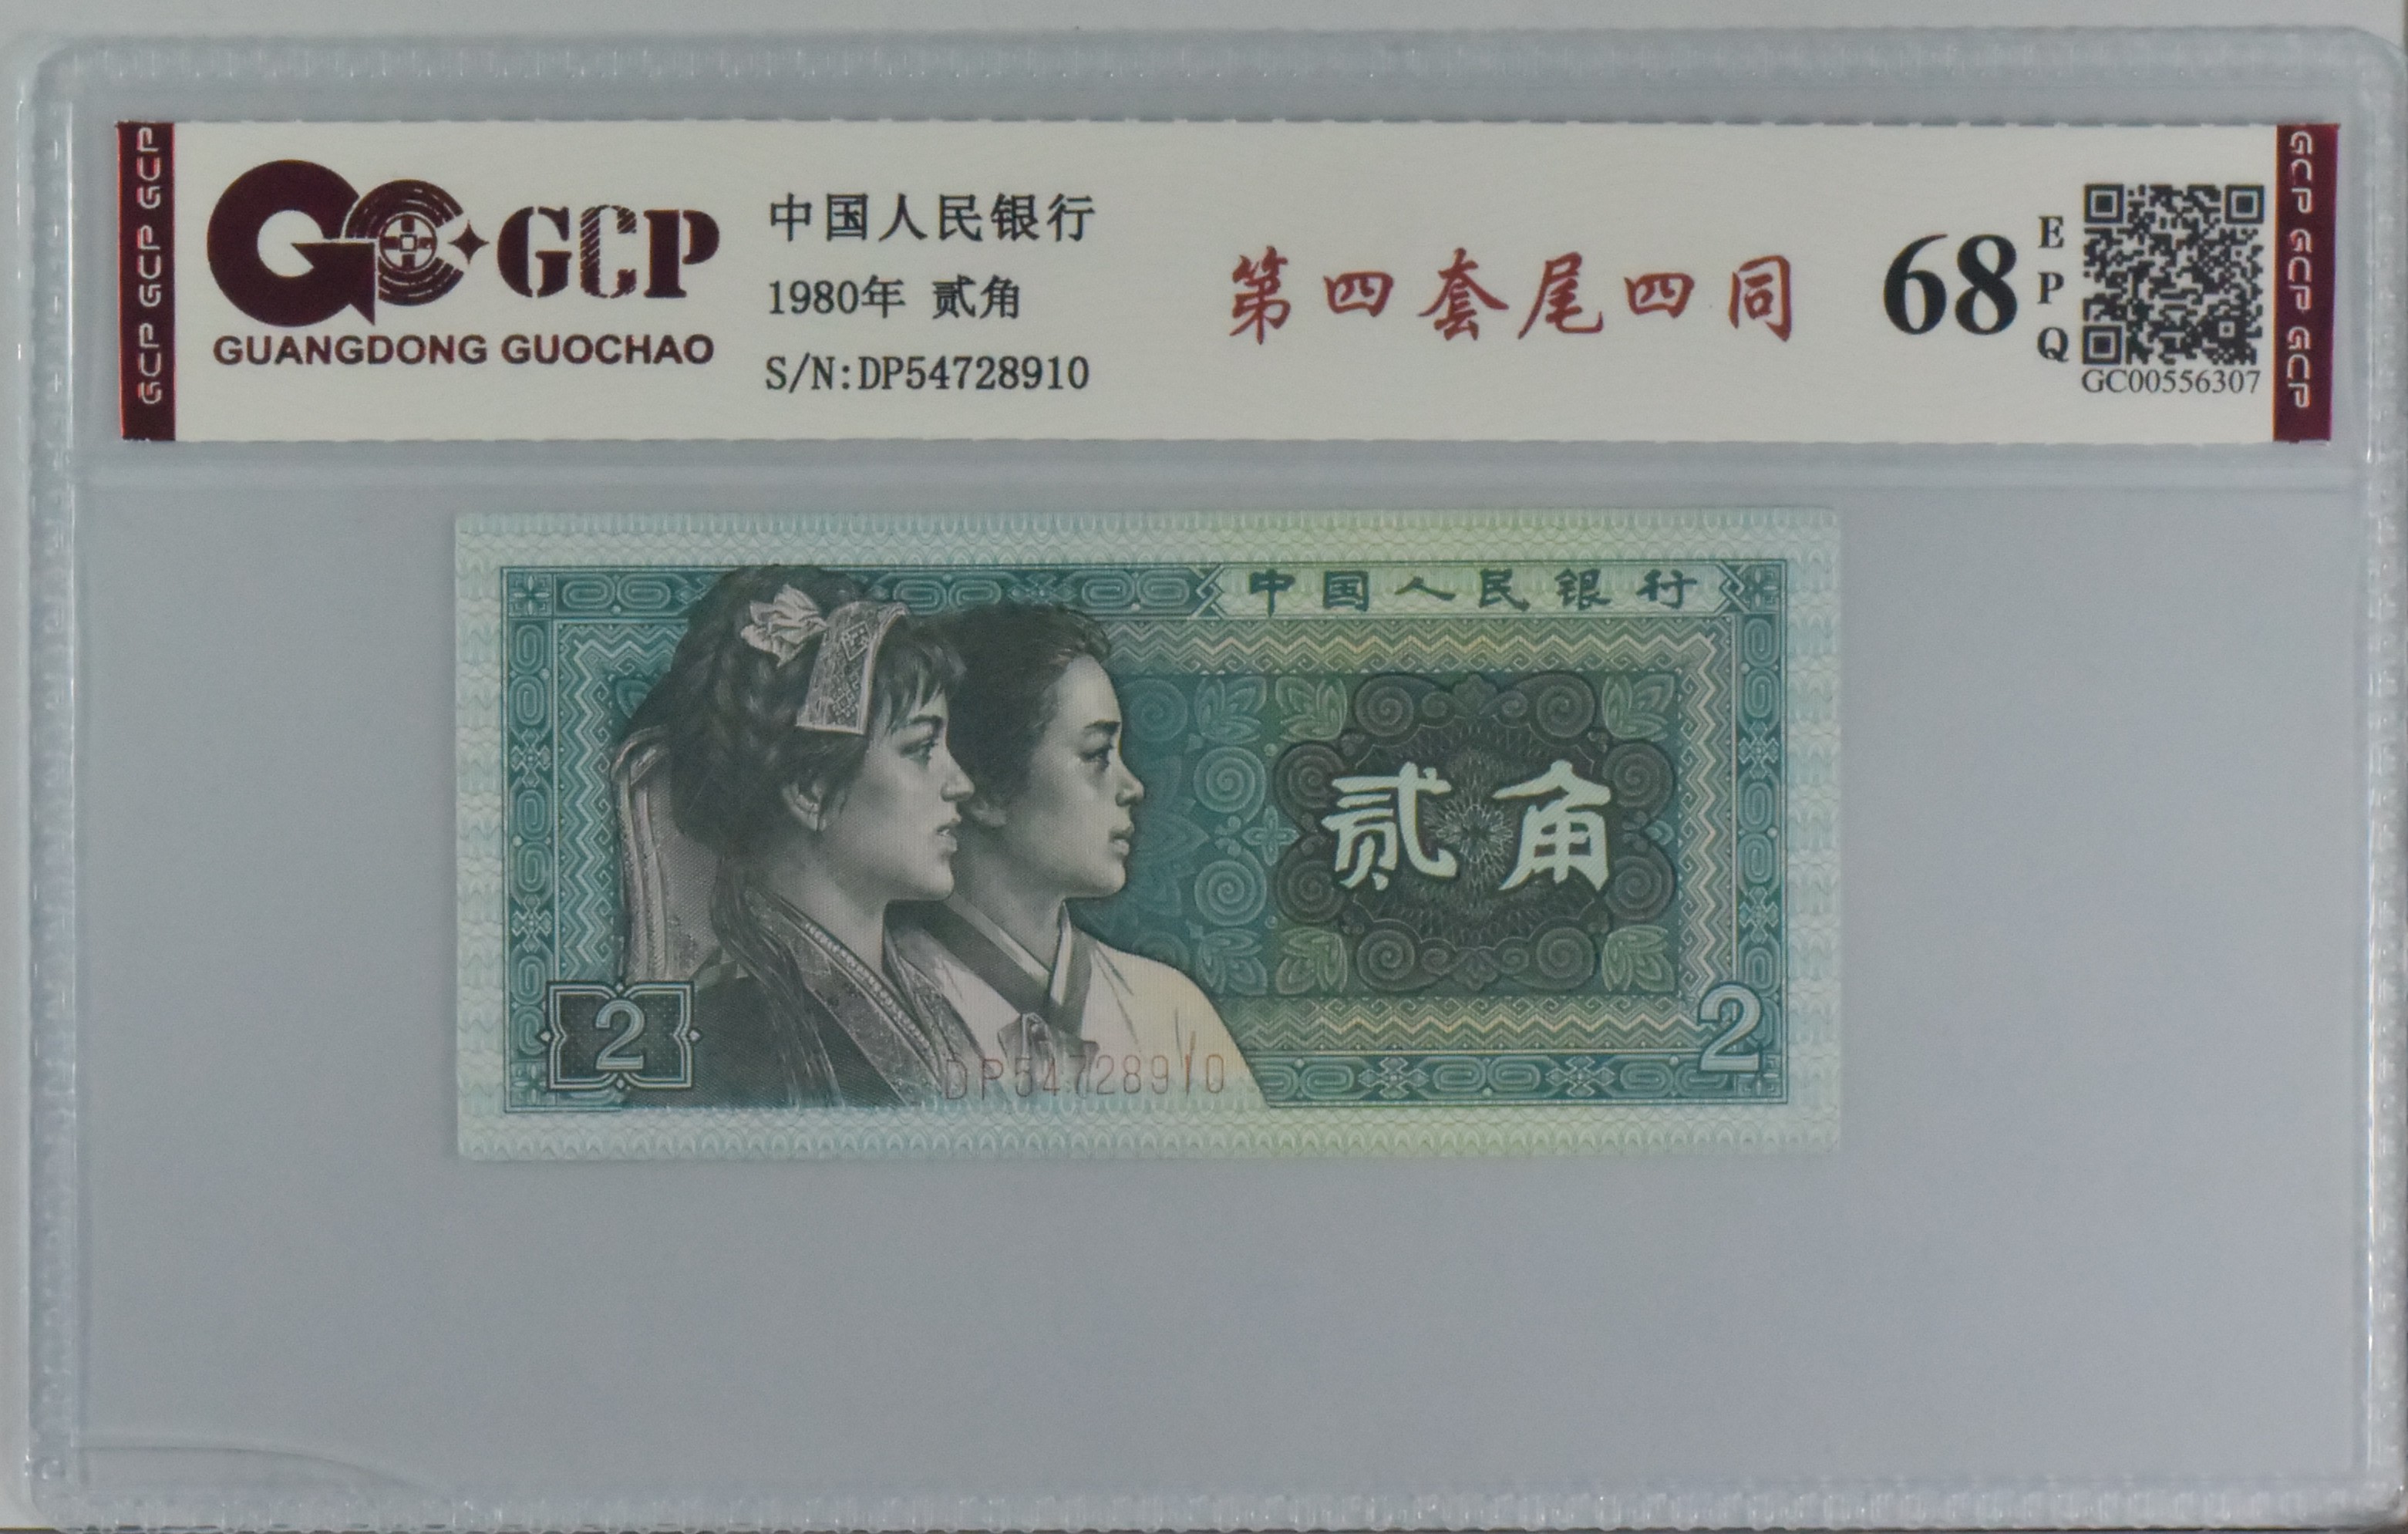 GCP GCP GCP
GCP
GUANGDONG GUOCHAO
中国人民银行
1980年 贰角
S/N:DP54728910
第四套尾四同
68
EPQ
GC00556307
GCP GCP GCP
中国人民银行
贰角
2
2
DP54728910